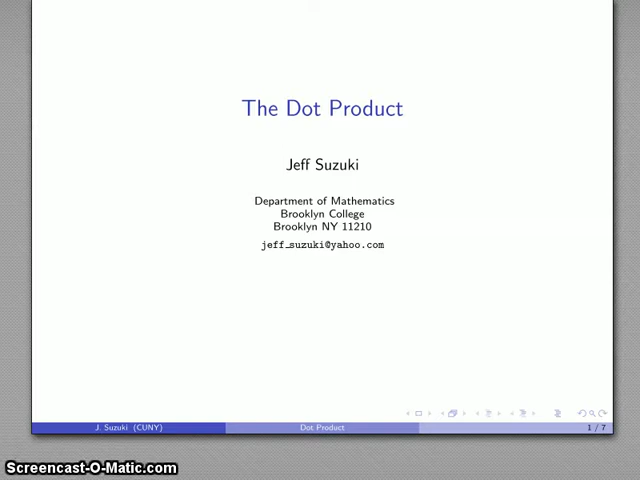 The Dot Product
Jeff Suzuki
Department of Mathematics
Brooklyn College
Brooklyn NY 11210
jeff_suzuki@yahoo.com
J. Suzuki (CUNY)
Dot Product
1 / 7
Screencast-O-Matic.com